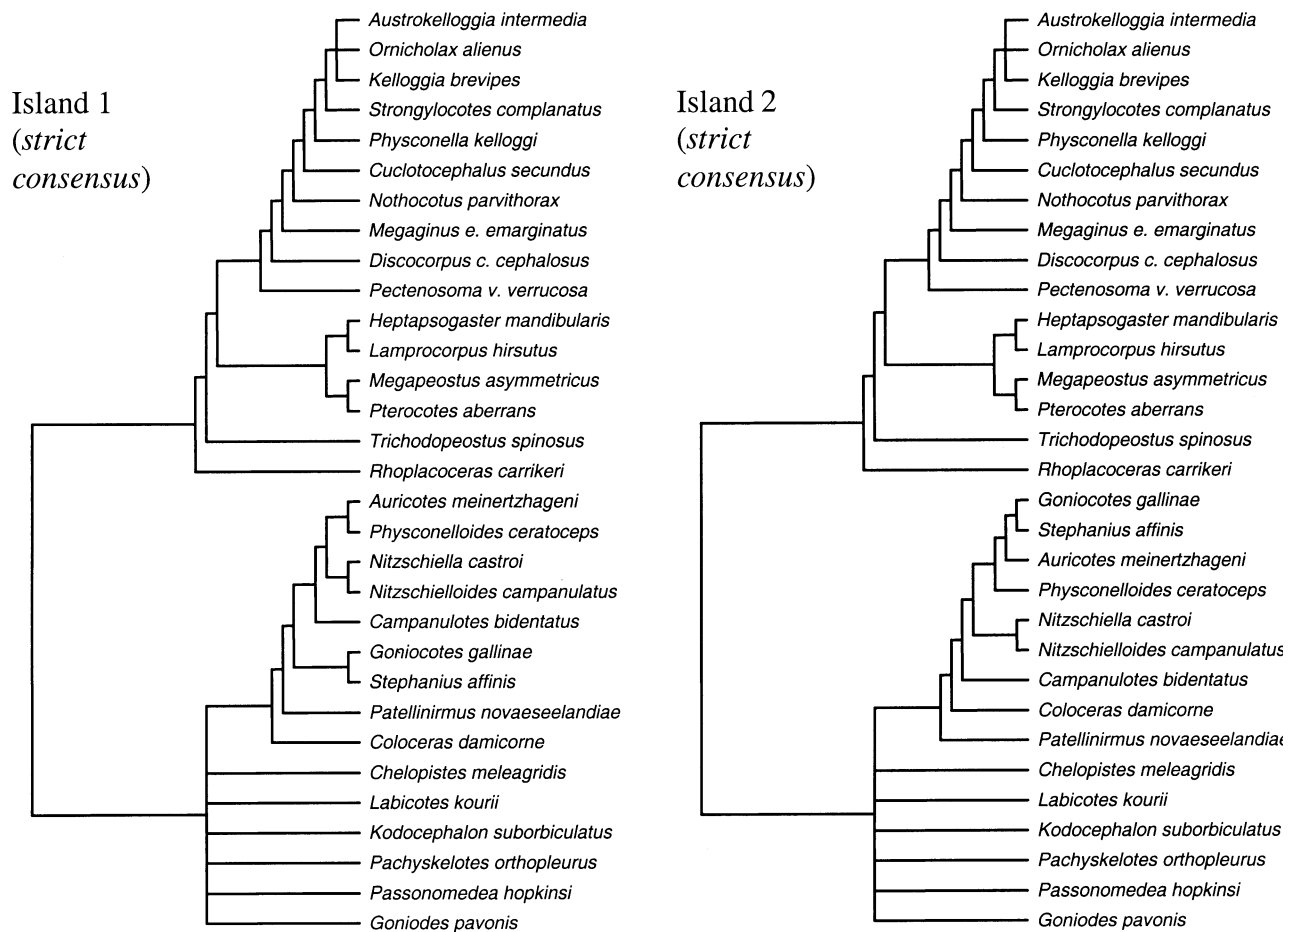 Island 1
(strict
consensus)
Austrokelloggia intermedia
Ornicholax alienus
Kelloggia brevipes
Strongylocotes complanatus
Physconella kelloggi
Cuclotocephalus secundus
Nothocotus parvithorax
Megaginus e. emarginatus
Discocorpus c. cephalosus
Pectenosoma v. verrucosa
Heptapsogaster mandibularis
Lamprocorpus hirsutus
Megapeostus asymmetricus
Pterocotes aberrans
Trichodopeostus spinosus
Rhoplacoceras carrikeri
Auricotes meinertzhageni
Physconelloides ceratoceps
Nitzschiella castroi
Nitzschielloides campanulatus
Campanulotes bidentatus
Goniocotes gallinae
Stephanius affinis
Patellinirmus novaeseelandiae
Coloceras damicorne
Chelopistes meleagridis
Labicotes kourii
Kodocephalon suborbiculatus
Pachyskelotes orthopleurus
Passonomedea hopkinsi
Goniodes pavonis
Island 2
(strict
consensus)
Austrokelloggia intermedia
Ornicholax alienus
Kelloggia brevipes
Strongylocotes complanatus
Physconella kelloggi
Cuclotocephalus secundus
Nothocotus parvithorax
Megaginus e. emarginatus
Discocorpus c. cephalosus
Pectenosoma v. verrucosa
Heptapsogaster mandibularis
Lamprocorpus hirsutus
Megapeostus asymmetricus
Pterocotes aberrans
Trichodopeostus spinosus
Rhoplacoceras carrikeri
Goniocotes gallinae
Stephanius affinis
Auricotes meinertzhageni
Physconelloides ceratoceps
Nitzschiella castroi
Nitzschielloides campanulatus
Campanulotes bidentatus
Coloceras damicorne
Patellinirmus novaeseelandiae
Chelopistes meleagridis
Labicotes kourii
Kodocephalon suborbiculatus
Pachyskelotes orthopleurus
Passonomedea hopkinsi
Goniodes pavonis